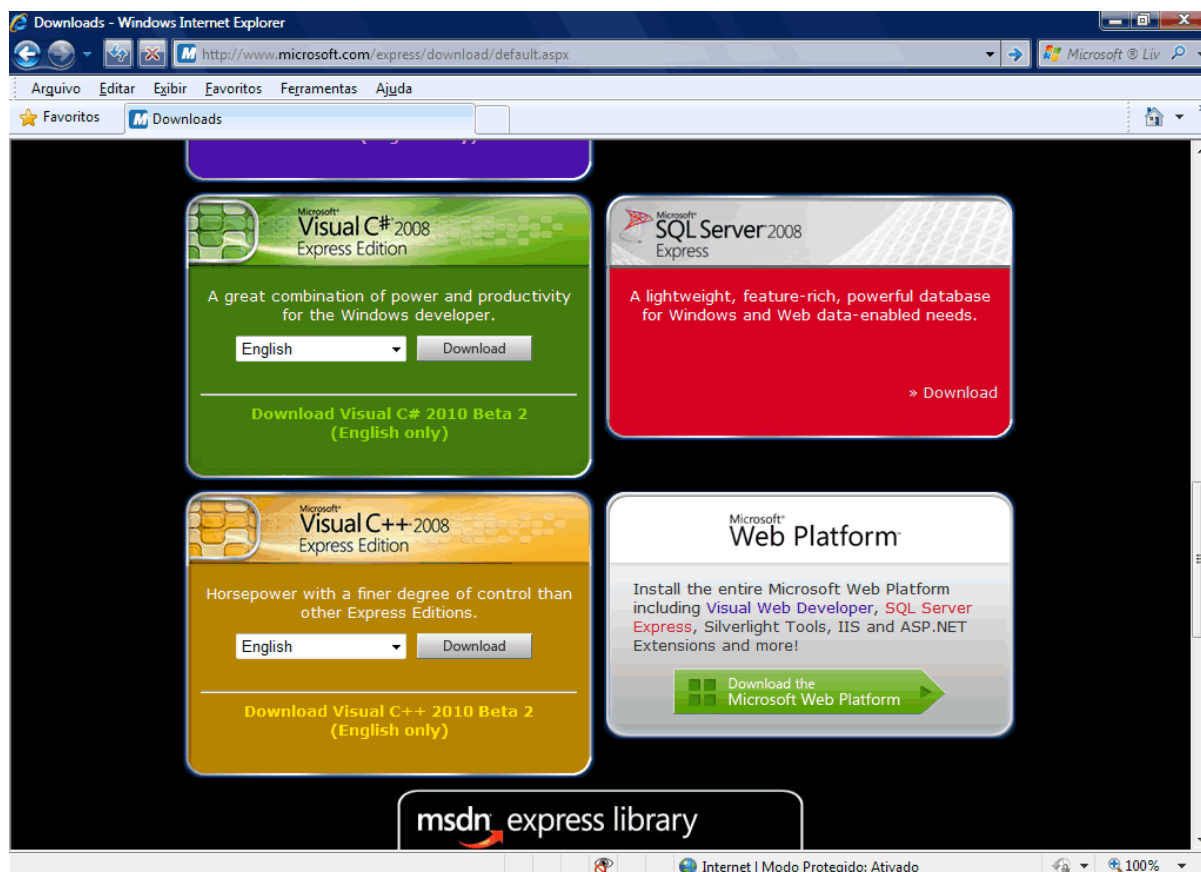 Downloads - Windows Internet Explorer
http://www.microsoft.com/express/download/default.aspx
Microsoft ® Liv
Arquivo Editar Exibir Favoritos Ferramentas Ajuda
Favoritos
Downloads
Microsoft®
Visual C# 2008
Express Edition
A great combination of power and productivity
for the Windows developer.
English
Download
Download Visual C# 2010 Beta 2
(English only)
Microsoft®
SQL Server 2008
Express
A lightweight, feature-rich, powerful database
for Windows and Web data-enabled needs.
» Download
Microsoft®
Visual C++ 2008
Express Edition
Horsepower with a finer degree of control than
other Express Editions.
English
Download
Download Visual C++ 2010 Beta 2
(English only)
Microsoft®
Web Platform
Install the entire Microsoft Web Platform
including Visual Web Developer, SQL Server
Express, Silverlight Tools, IIS and ASP.NET
Extensions and more!
Download the
Microsoft Web Platform
msdn express library
Internet | Modo Protegido: Ativado
100%